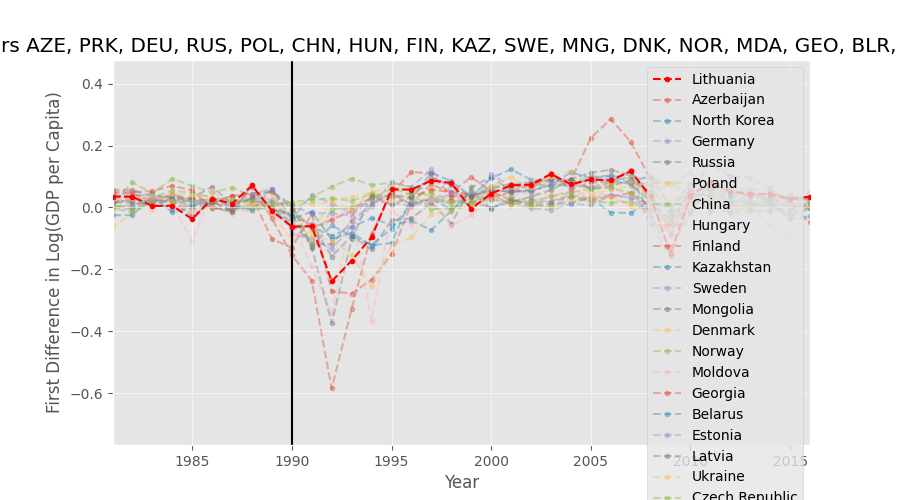 rs AZE, PRK, DEU, RUS, POL, CHN, HUN, FIN, KAZ, SWE, MNG, DNK, NOR, MDA, GEO, BLR,
First Difference in Log(GDP per Capita)
0.4
0.2
0.0
−0.2
−0.4
−0.6
1985
1990
1995
2000
2005
2010
2015
Year
Lithuania
Azerbaijan
North Korea
Germany
Russia
Poland
China
Hungary
Finland
Kazakhstan
Sweden
Mongolia
Denmark
Norway
Moldova
Georgia
Belarus
Estonia
Latvia
Ukraine
Czech Republic